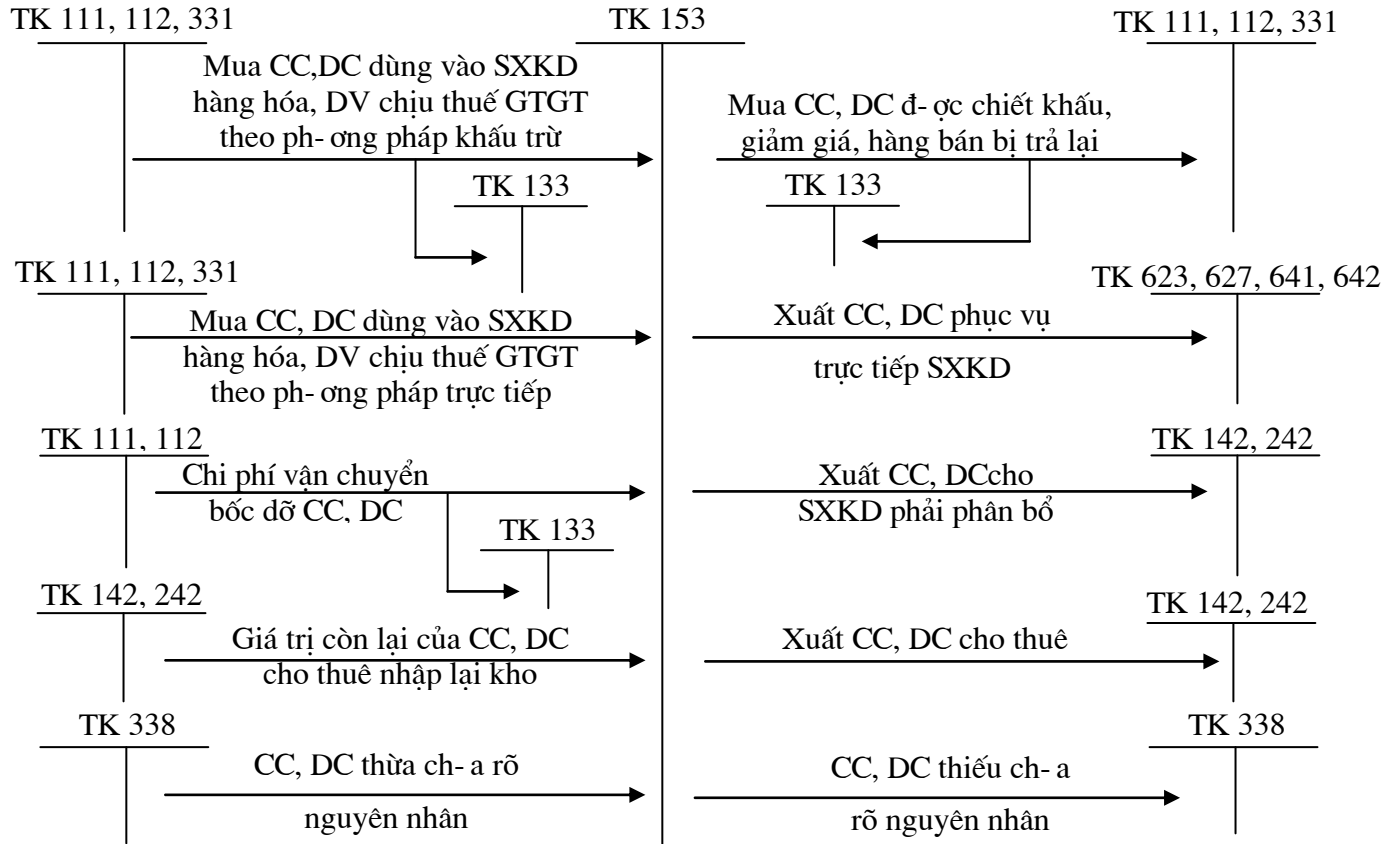 TK 111, 112, 331
TK 153
TK 111, 112, 331
Mua CC,DC dùng vào SXKD
hàng hóa, DV chịu thuế GTGT
theo ph- ơng pháp khấu trừ
Mua CC, DC đ- ợc chiết khấu,
giảm giá, hàng bán bị trả lại
TK 133
TK 133
TK 111, 112, 331
TK 623, 627, 641, 642
Mua CC, DC dùng vào SXKD
hàng hóa, DV chịu thuế GTGT
theo ph- ơng pháp trực tiếp
Xuất CC, DC phục vụ
trực tiếp SXKD
TK 111, 112
TK 142, 242
Chi phí vận chuyển
bốc dỡ CC, DC
Xuất CC, DCcho
SXKD phải phân bổ
TK 133
TK 142, 242
TK 142, 242
Giá trị còn lại của CC, DC
cho thuê nhập lại kho
Xuất CC, DC cho thuê
TK 338
TK 338
CC, DC thừa ch- a rõ
nguyên nhân
CC, DC thiếu ch- a
rõ nguyên nhân